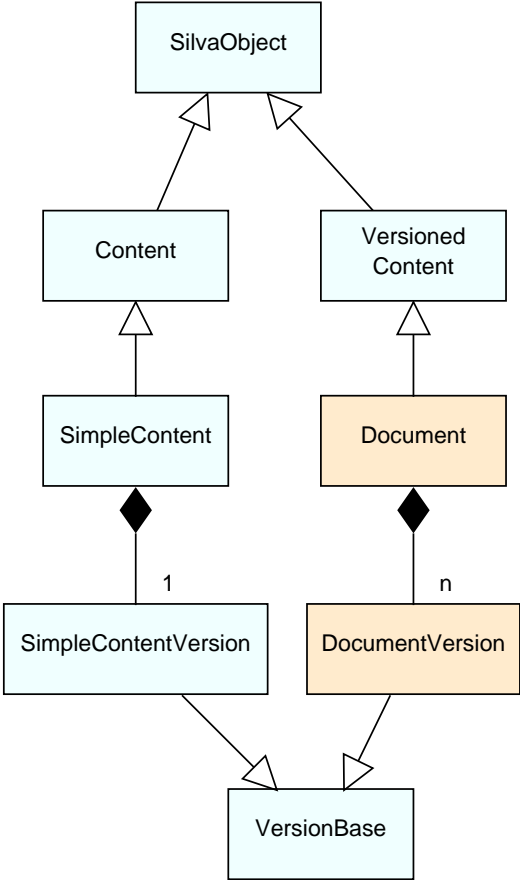 SilvaObject
Content
Versioned
Content
SimpleContent
Document
1
n
SimpleContentVersion
DocumentVersion
VersionBase